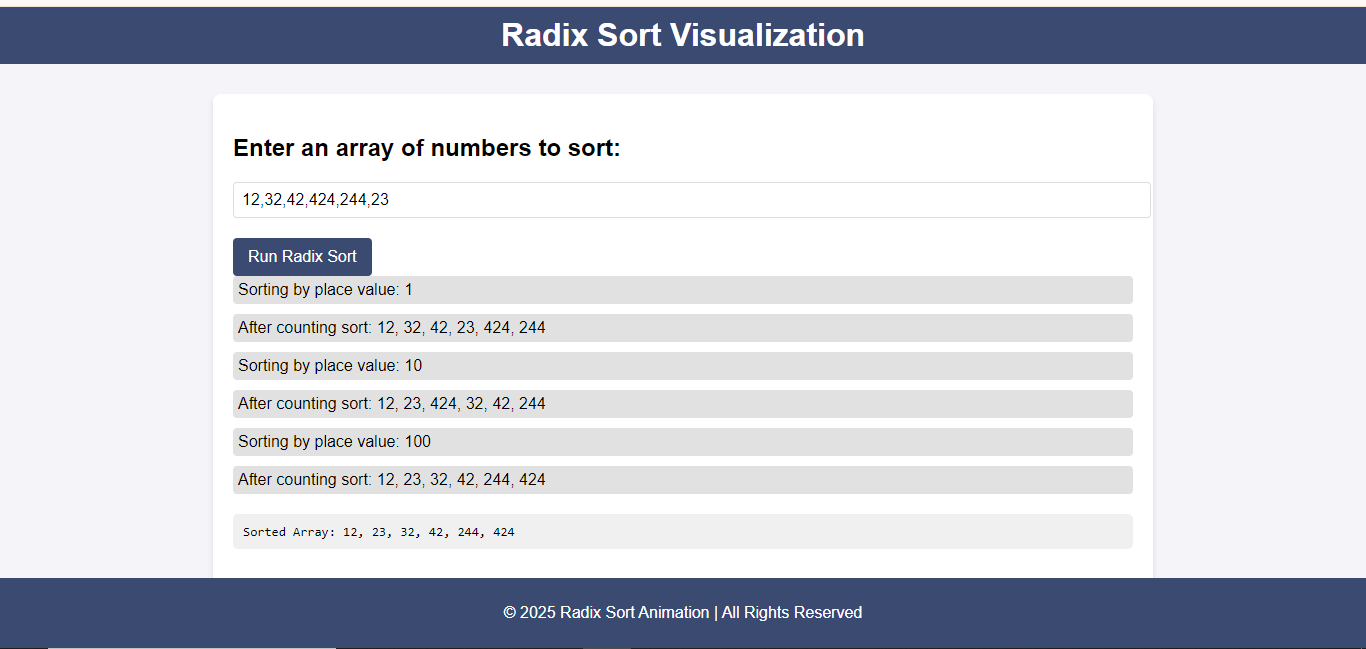 Radix Sort Visualization
Enter an array of numbers to sort:
12,32,42,424,244,23
Run Radix Sort
Sorting by place value: 1
After counting sort: 12, 32, 42, 23, 424, 244
Sorting by place value: 10
After counting sort: 12, 23, 424, 32, 42, 244
Sorting by place value: 100
After counting sort: 12, 23, 32, 42, 244, 424
Sorted Array: 12, 23, 32, 42, 244, 424
© 2025 Radix Sort Animation | All Rights Reserved